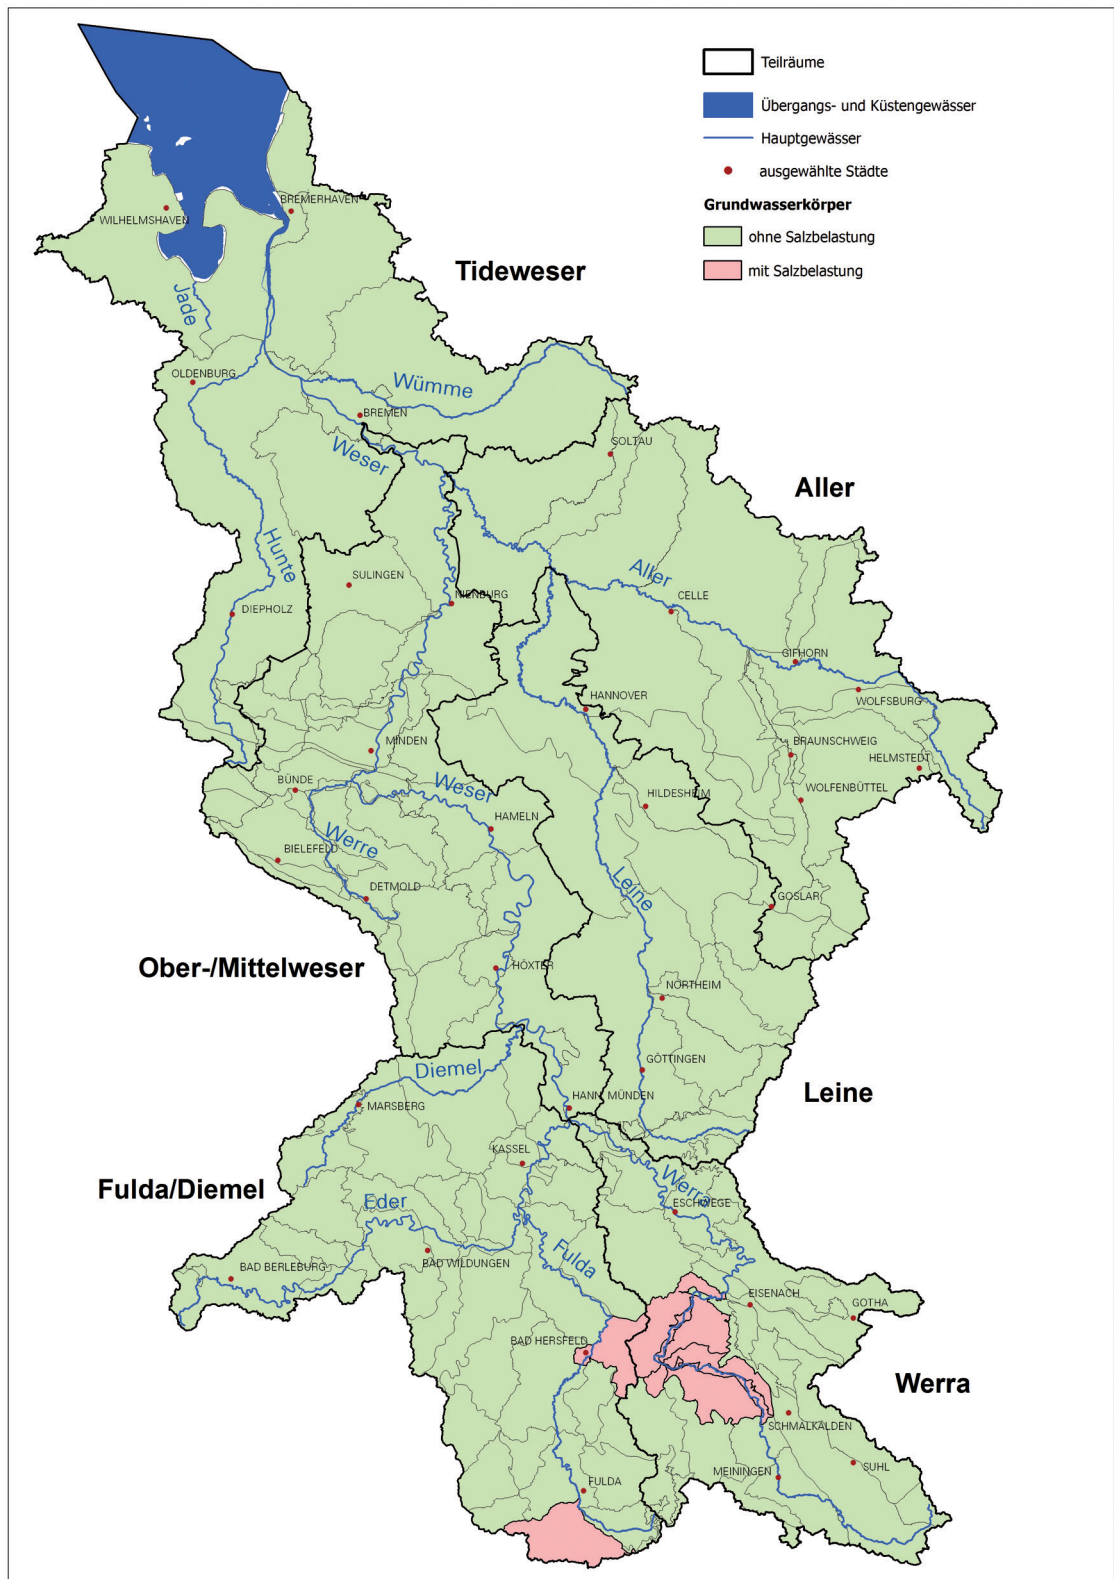 Teilräume
Übergangs- und Küstengewässer
Hauptgewässer
ausgewählte Städte
Grundwasserkörper
ohne Salzbelastung
mit Salzbelastung
BREMERHAVEN
WILHELMSHAVEN
Tideweser
Jade
OLDENBURG
Wümme
BREMEN
Weser
SOLTAU
Aller
Hunte
Aller
SULINGEN
NIENBURG
CELLE
DIEPHOLZ
GIFHORN
HANNOVER
WOLFSBURG
MINDEN
BRAUNSCHWEIG
HELMSTEDT
BÜNDE
Weser
HILDESHEIM
WOLFENBÜTTEL
HAMELN
Werre
BIELEFELD
DETMOLD
Leine
GOSLAR
Ober-/Mittelweser
HÖXTER
NORTHEIM
Diemel
GÖTTINGEN
Leine
MARSBERG
HANN. MÜNDEN
KASSEL
Fulda/Diemel
Eder
Werra
ESCHWEGE
Fulda
BAD BERLEBURG
BAD WILDUNGEN
EISENACH
GOTHA
BAD HERSFELD
Werra
SCHMALKALDEN
MEININGEN
SUHL
FULDA